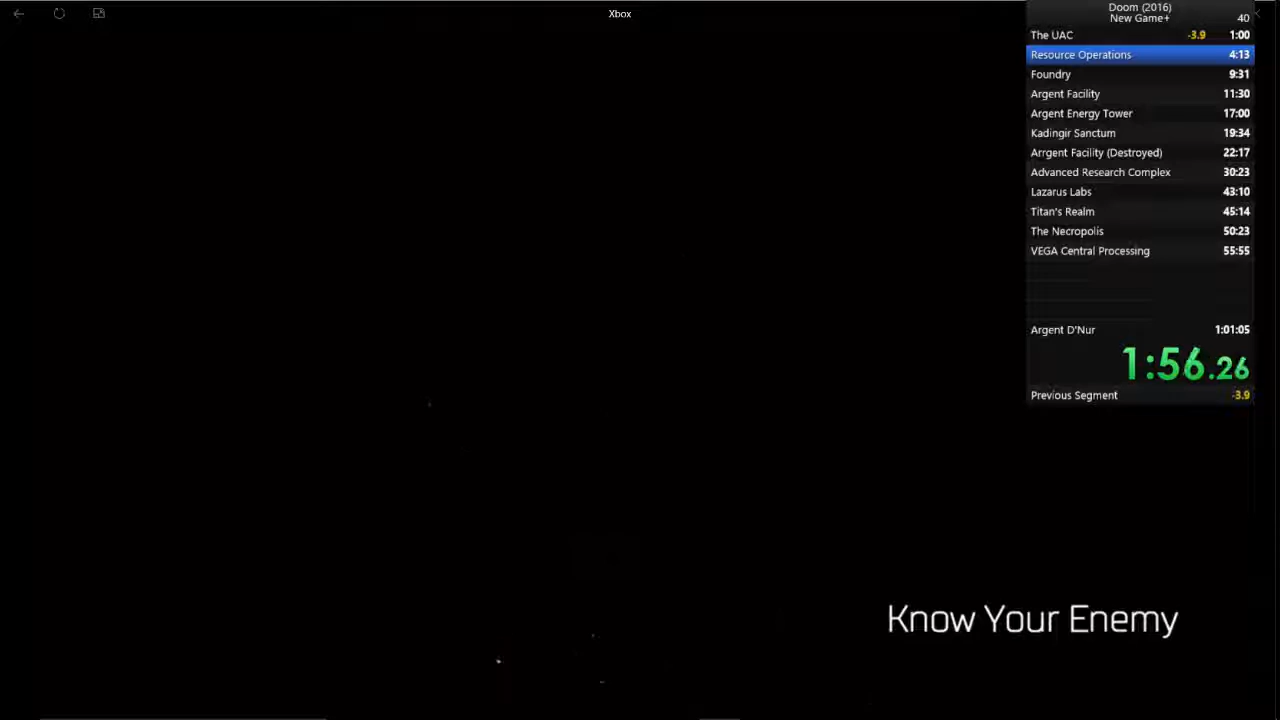 Xbox
Doom (2016)
New Game+ 40
The UAC -3.9 1:00
Resource Operations 4:13
Foundry 9:31
Argent Facility 11:30
Argent Energy Tower 17:00
Kadingir Sanctum 19:34
Arrgent Facility (Destroyed) 22:17
Advanced Research Complex 30:23
Lazarus Labs 43:10
Titan's Realm 45:14
The Necropolis 50:23
VEGA Central Processing 55:55
Argent D'Nur 1:01:05
1:56.26
Previous Segment -3.9
Know Your Enemy